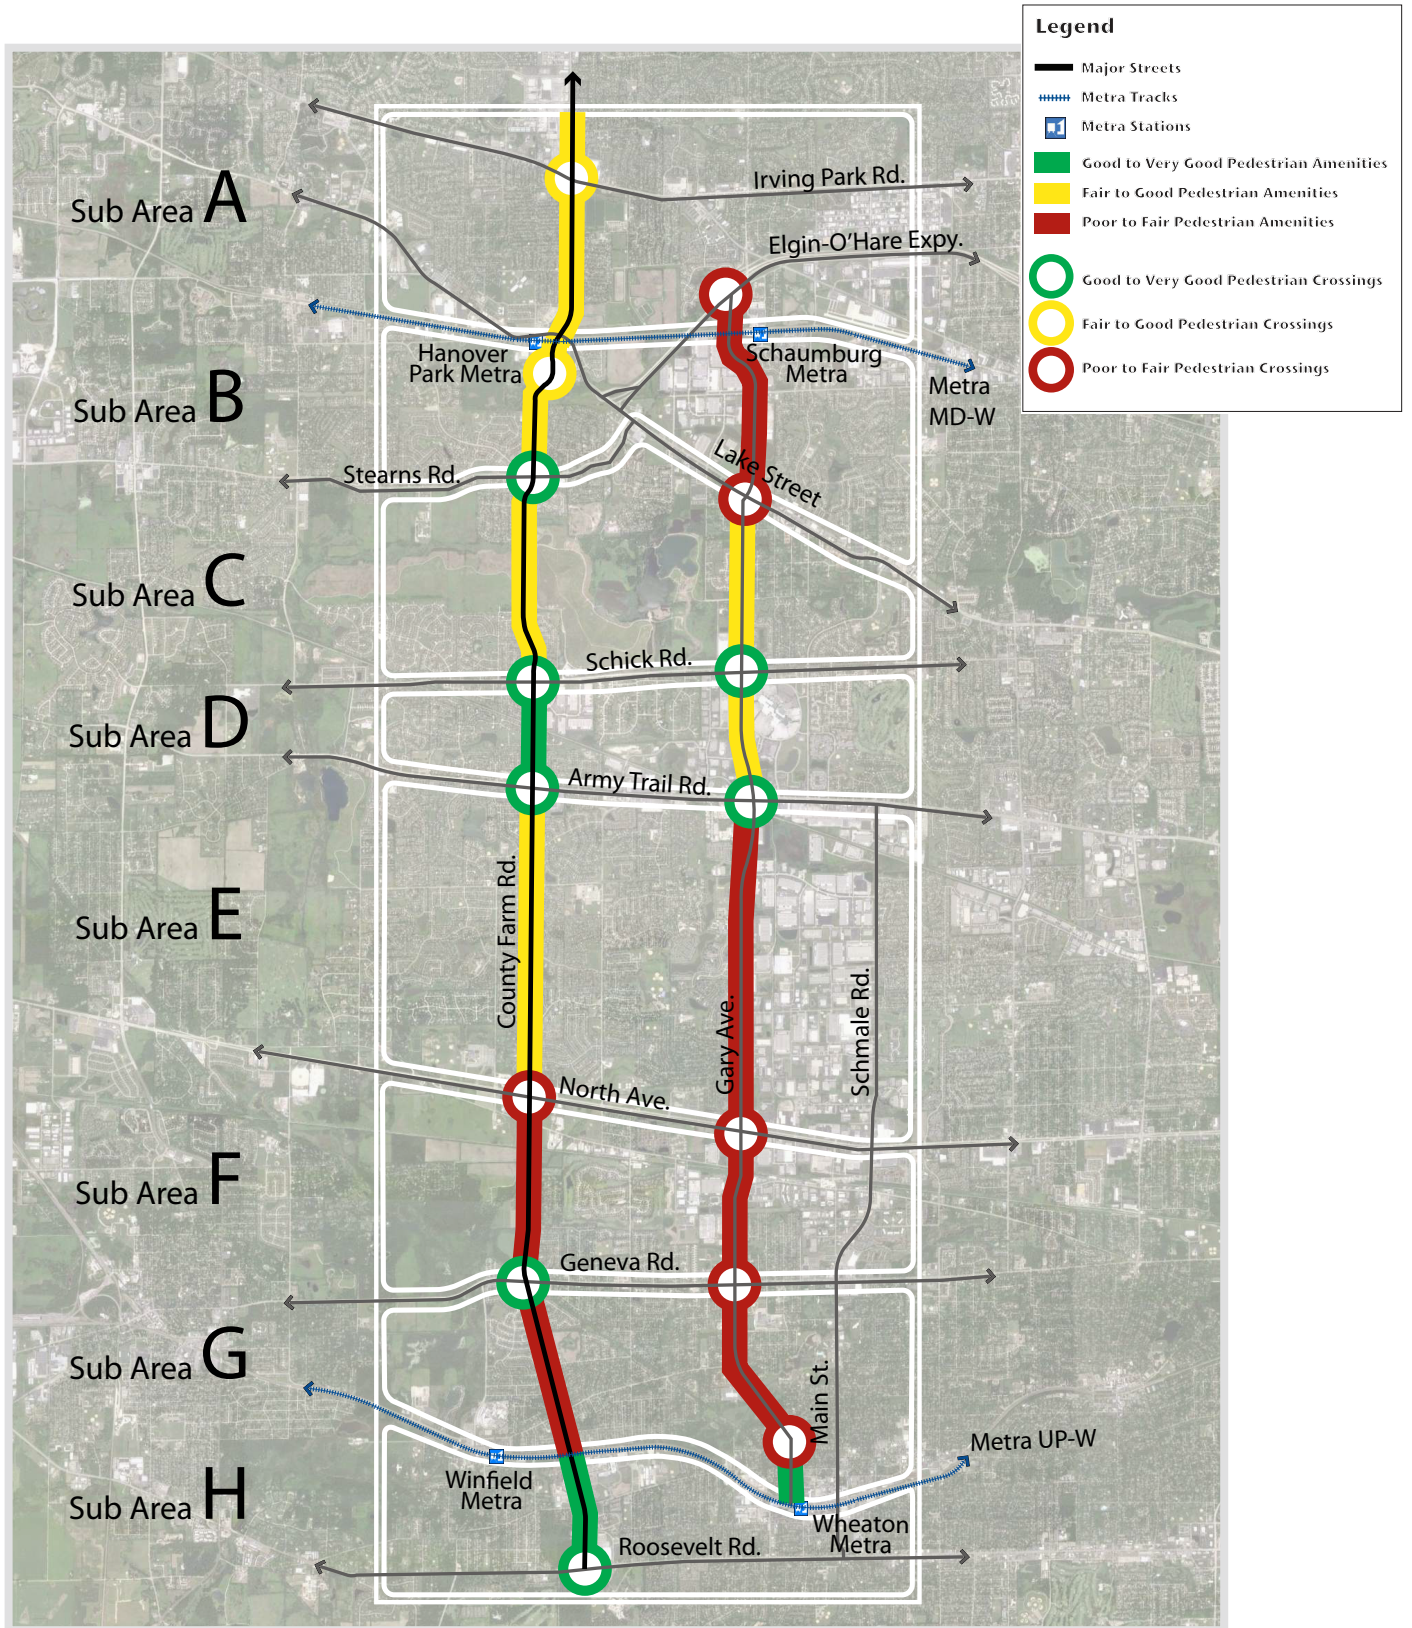 Legend
Major Streets
Metra Tracks
Metra Stations
Good to Very Good Pedestrian Amenities
Fair to Good Pedestrian Amenities
Poor to Fair Pedestrian Amenities
Good to Very Good Pedestrian Crossings
Fair to Good Pedestrian Crossings
Poor to Fair Pedestrian Crossings
Sub Area A
Irving Park Rd.
Elgin-O'Hare Expy.
Hanover
Park Metra
Schaumburg
Metra
Metra
MD-W
Sub Area B
Stearns Rd.
Lake Street
Sub Area C
Schick Rd.
Sub Area D
Army Trail Rd.
Sub Area E
County Farm Rd.
Gary Ave.
Schmale Rd.
North Ave.
Sub Area F
Geneva Rd.
Sub Area G
Main St.
Metra UP-W
Winfield
Metra
Sub Area H
Wheaton
Metra
Roosevelt Rd.